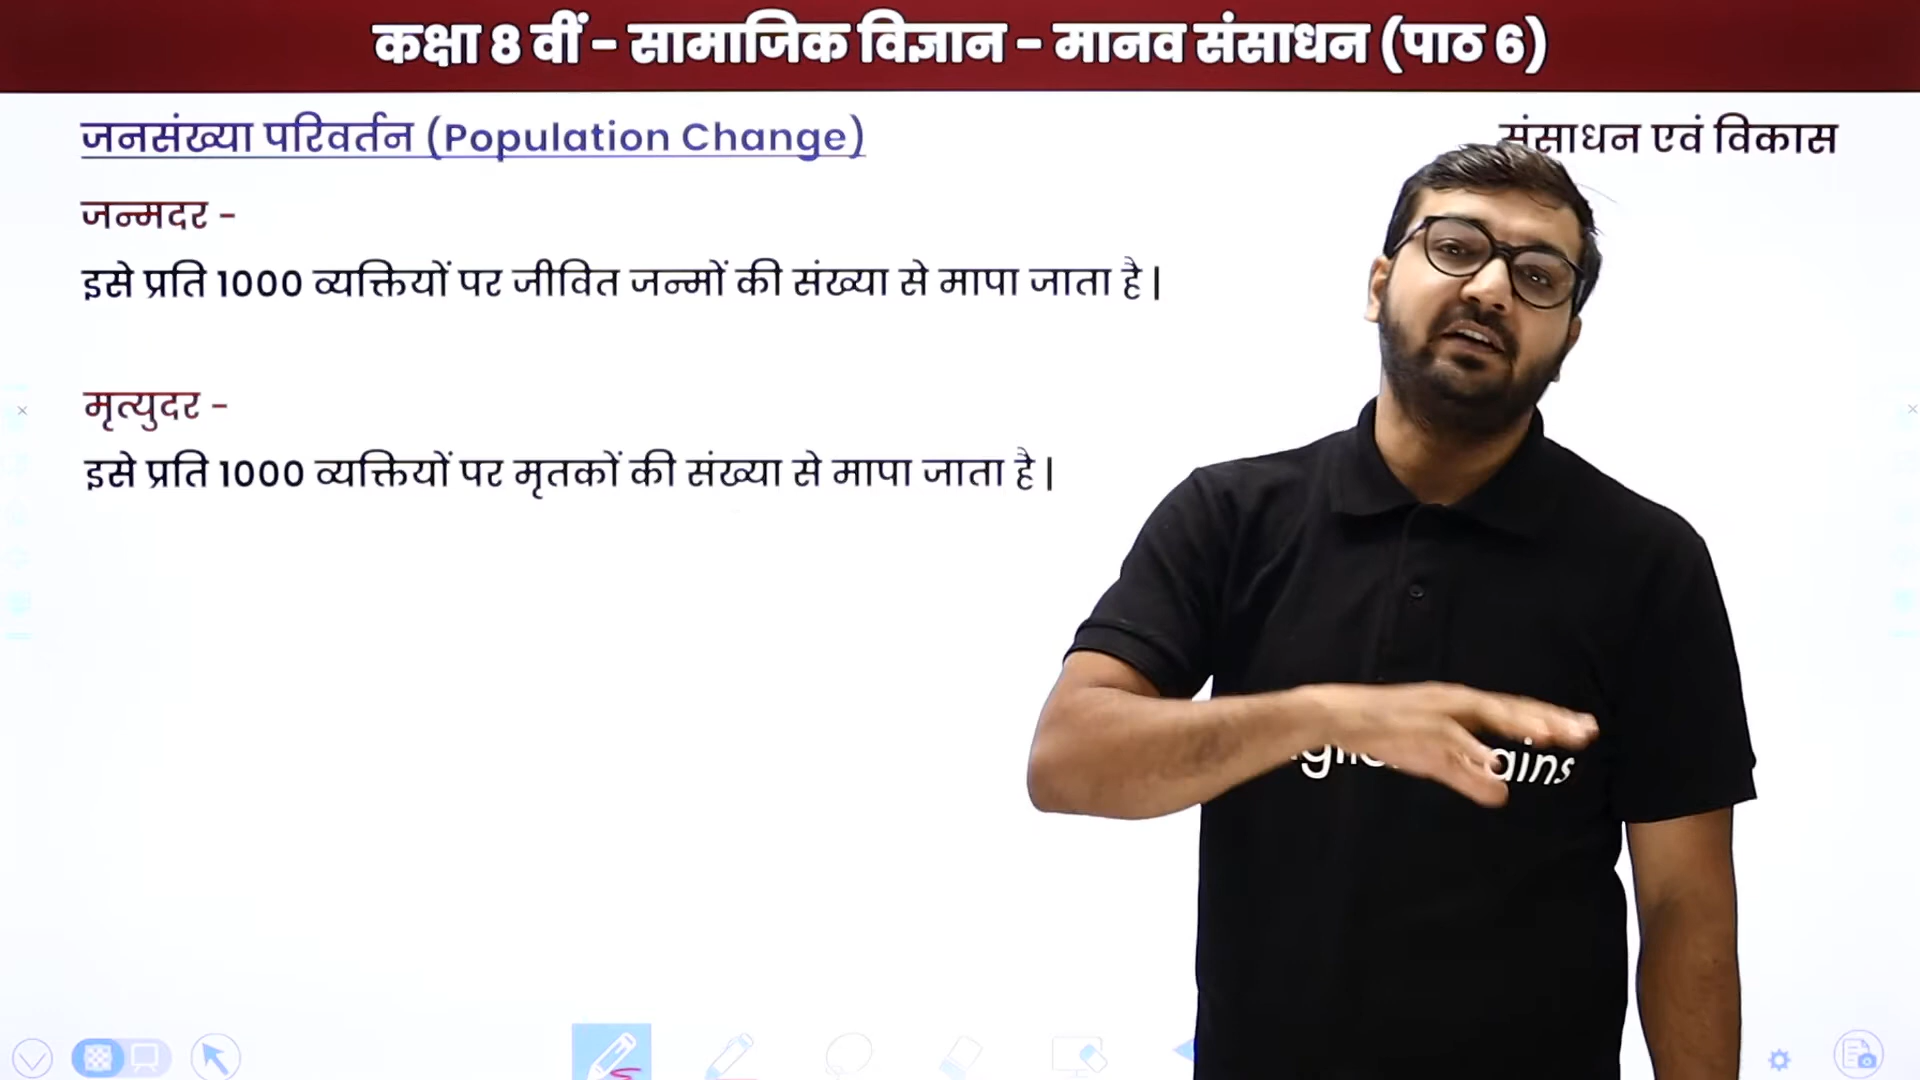 कक्षा 8 वीं - सामाजिक विज्ञान - मानव संसाधन (पाठ 6)
जनसंख्या परिवर्तन (Population Change)
संसाधन एवं विकास
जन्मदर -
इसे प्रति 1000 व्यक्तियों पर जीवित जन्मों की संख्या से मापा जाता है |
मृत्युदर -
इसे प्रति 1000 व्यक्तियों पर मृतकों की संख्या से मापा जाता है |